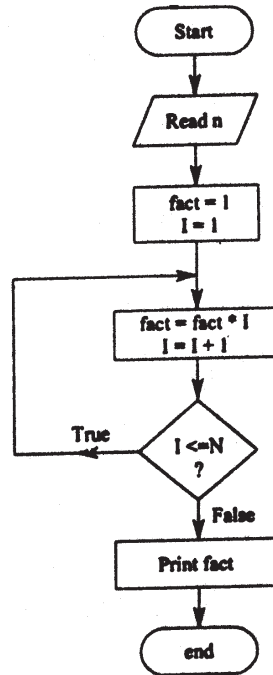 Start
Read n
fact = 1
I = 1
fact = fact * I
I = I + 1
True
I <=N
?
False
Print fact
end